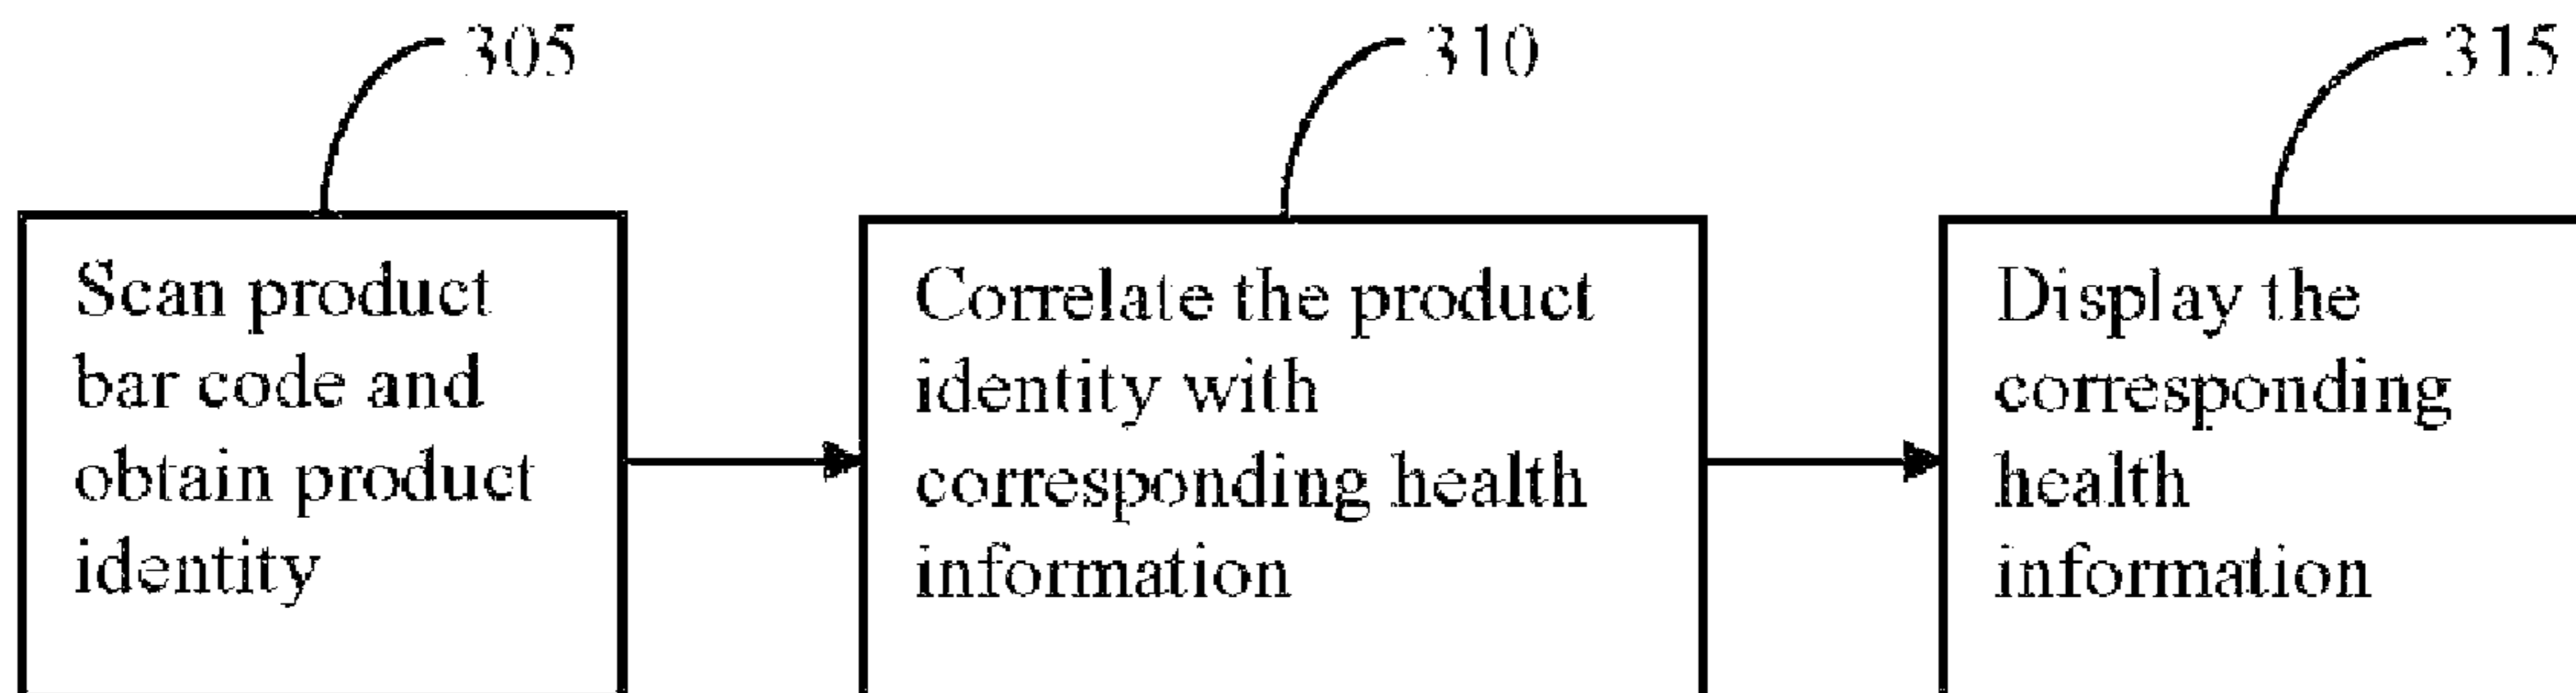 305
310
315
Scan product
bar code and
obtain product
identity
Correlate the product
identity with
corresponding health
information
Display the
corresponding
health
information